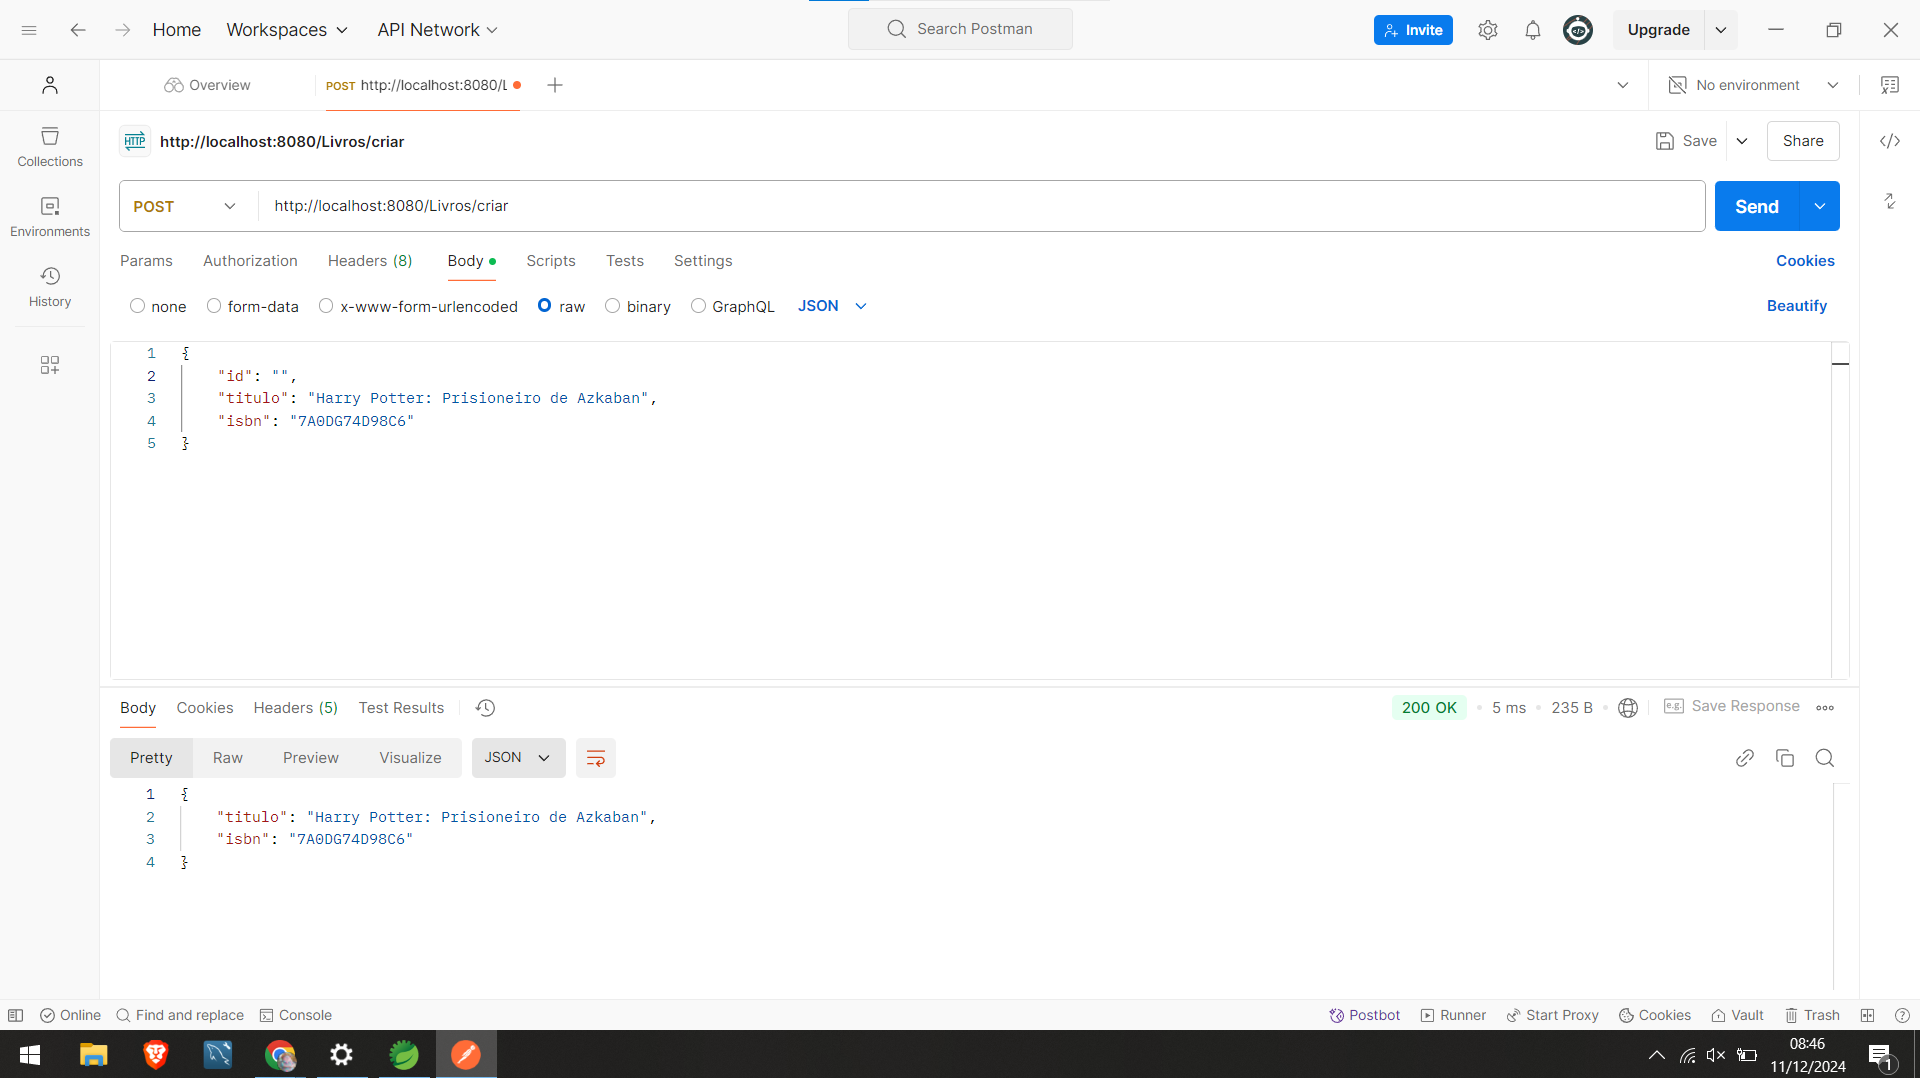 Home Workspaces API Network Search Postman Invite Upgrade
Overview POST http://localhost:8080/L No environment
HTTP http://localhost:8080/Livros/criar Save Share
Collections
POST http://localhost:8080/Livros/criar Send
Environments
Params Authorization Headers (8) Body Scripts Tests Settings Cookies
History
none form-data x-www-form-urlencoded raw binary GraphQL JSON Beautify
1 {
2 "id": "",
3 "titulo": "Harry Potter: Prisioneiro de Azkaban",
4 "isbn": "7A0DG74D98C6"
5 }
Body Cookies Headers (5) Test Results 200 OK 5 ms 235 B e.g. Save Response
Pretty Raw Preview Visualize JSON
1 {
2 "titulo": "Harry Potter: Prisioneiro de Azkaban",
3 "isbn": "7A0DG74D98C6"
4 }
Online Find and replace Console Postbot Runner Start Proxy Cookies Vault Trash
08:46
11/12/2024
1